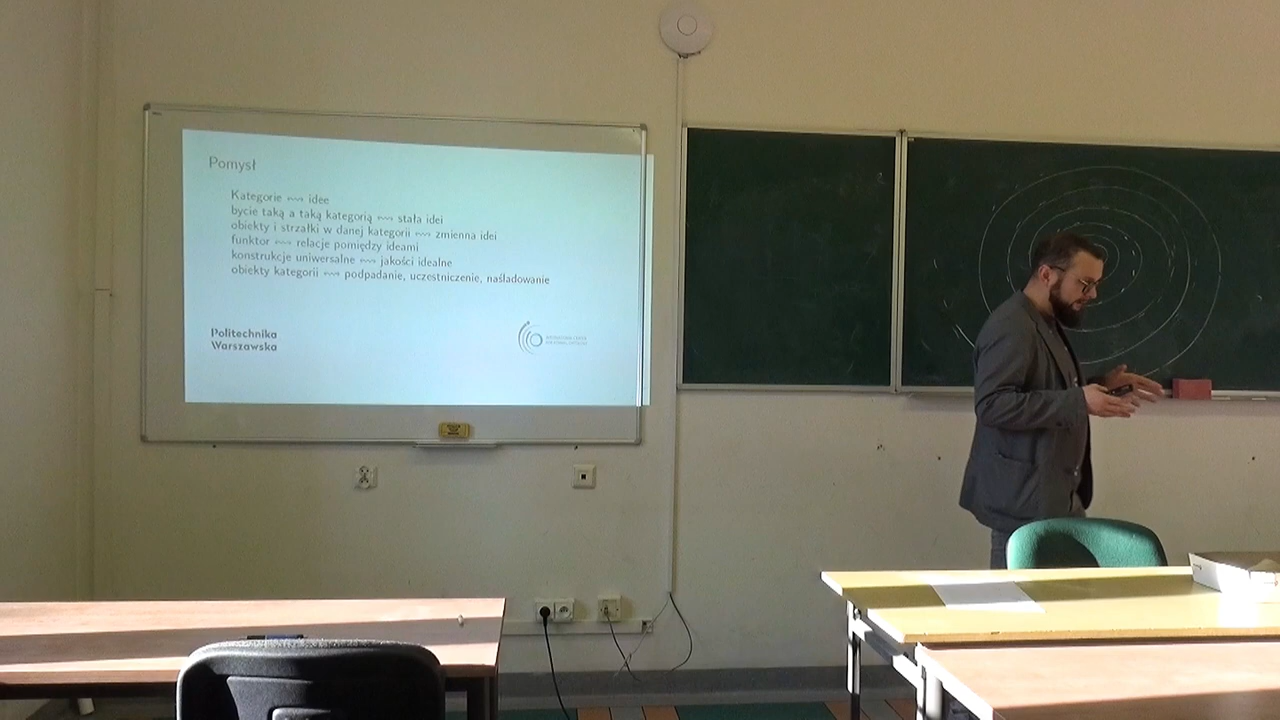 Pomysł
Kategorie ⇝ idee
bycie taką a taką kategorią ⇝ stała idei
obiekty i strzałki w danej kategorii ⇝ zmienna idei
funktor ⇝ relacje pomiędzy ideami
konstrukcje uniwersalne ⇝ jakości idealne
obiekty kategorii ⇝ podpadanie, uczestniczenie, naśladowanie
Politechnika
Warszawska